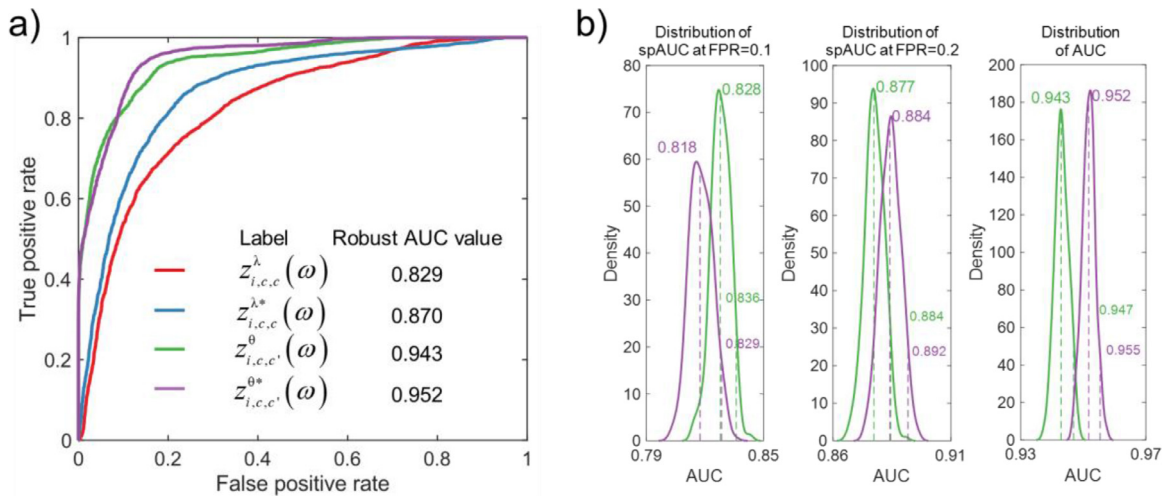 a)
1
0.8
0.6
0.4
0.2
0
0 0.2 0.4 0.6 0.8 1
True positive rate
False positive rate
Label Robust AUC value
z^λ_{i,c,c}(ω) 0.829
z^{λ*}_{i,c,c}(ω) 0.870
z^θ_{i,c,c'}(ω) 0.943
z^{θ*}_{i,c,c'}(ω) 0.952
b)
Distribution of
spAUC at FPR=0.1
80
70
60
50
40
30
20
10
0
Density
0.828
0.818
0.836
0.829
0.79 0.85
AUC
Distribution of
spAUC at FPR=0.2
100
90
80
70
60
50
40
30
20
10
0
Density
0.877
0.884
0.884
0.892
0.86 0.91
AUC
Distribution
of AUC
200
180
160
140
120
100
80
60
40
20
0
Density
0.943 0.952
0.947
0.955
0.93 0.97
AUC